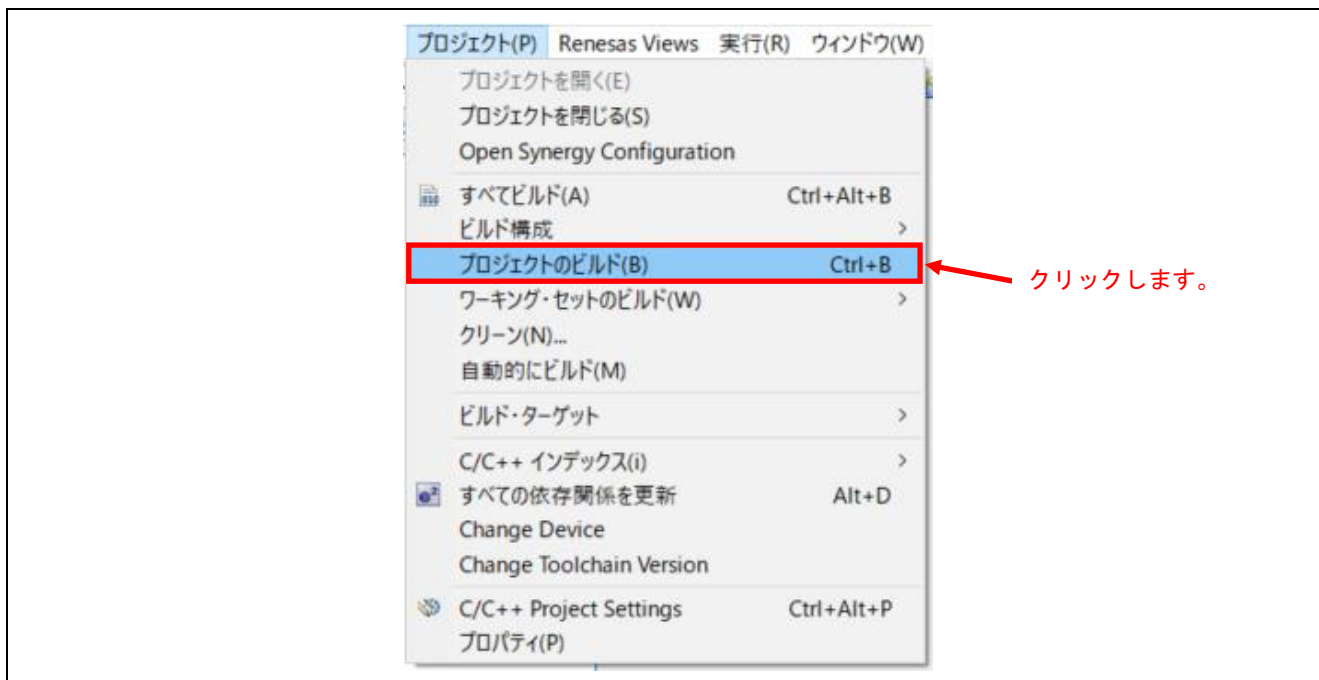 プロジェクト(P) Renesas Views 実行(R) ウィンドウ(W)
プロジェクトを開く(E)
プロジェクトを閉じる(S)
Open Synergy Configuration
すべてビルド(A) Ctrl+Alt+B
ビルド構成 >
プロジェクトのビルド(B) Ctrl+B
クリックします。
ワーキング・セットのビルド(W) >
クリーン(N)...
自動的にビルド(M)
ビルド・ターゲット >
C/C++ インデックス(i) >
すべての依存関係を更新 Alt+D
Change Device
Change Toolchain Version
C/C++ Project Settings Ctrl+Alt+P
プロパティ(P)